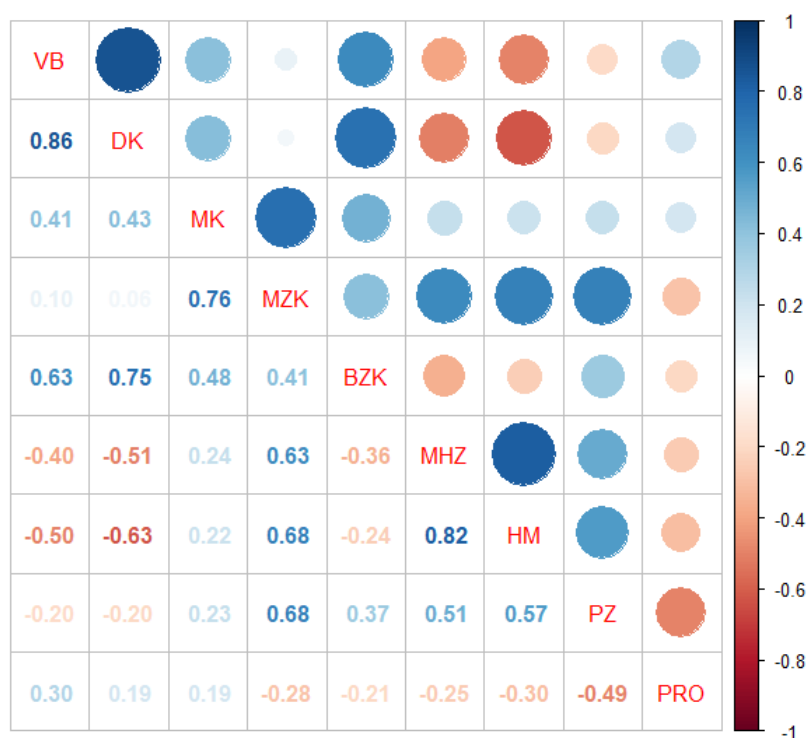 VB
0.86 DK
0.41 0.43 MK
0.10 0.06 0.76 MZK
0.63 0.75 0.48 0.41 BZK
-0.40 -0.51 0.24 0.63 -0.36 MHZ
-0.50 -0.63 0.22 0.68 -0.24 0.82 HM
-0.20 -0.20 0.23 0.68 0.37 0.51 0.57 PZ
0.30 0.19 0.19 -0.28 -0.21 -0.25 -0.30 -0.49 PRO
1
0.8
0.6
0.4
0.2
0
-0.2
-0.4
-0.6
-0.8
-1